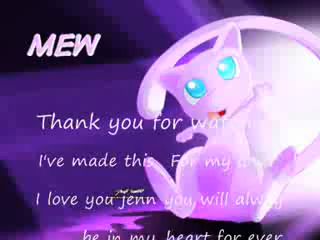 MEW
Thank you for
I've made this. For my
I love you jenn you will alway
be in my heart for ever